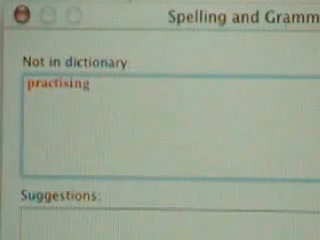 Spelling and Gramm
Not in dictionary:
practising
Suggestions: